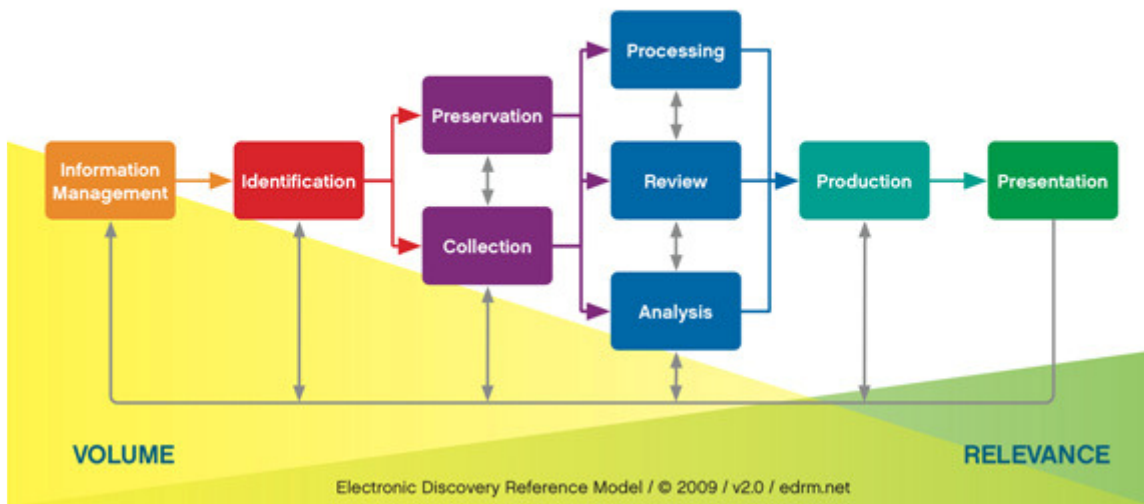 Processing
Preservation
Information
Management
Identification
Review
Production
Presentation
Collection
Analysis
VOLUME
RELEVANCE
Electronic Discovery Reference Model / © 2009 / v2.0 / edrm.net